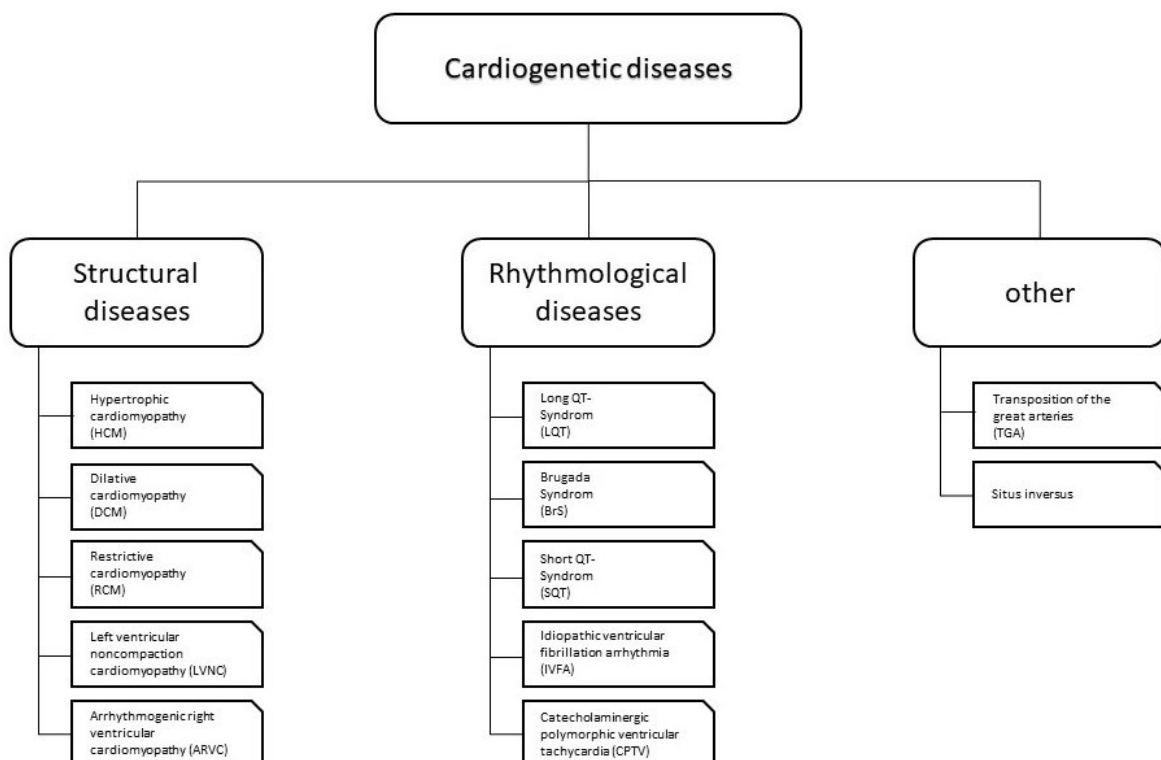 Cardiogenetic diseases
Structural
diseases
Hypertrophic
cardiomyopathy
(HCM)
Dilative
cardiomyopathy
(DCM)
Restrictive
cardiomyopathy
(RCM)
Left ventricular
noncompaction
cardiomyopathy (LVNC)
Arrhythmogenic right
ventricular
cardiomyopathy (ARVC)
Rhythmological
diseases
Long QT-
Syndrom
(LQT)
Brugada
Syndrom
(BrS)
Short QT-
Syndrom
(SQT)
Idiopathic ventricular
fibrillation arrhythmia
(IVFA)
Catecholaminergic
polymorphic ventricular
tachycardia (CPTV)
other
Transposition of the
great arteries
(TGA)
Situs inversus